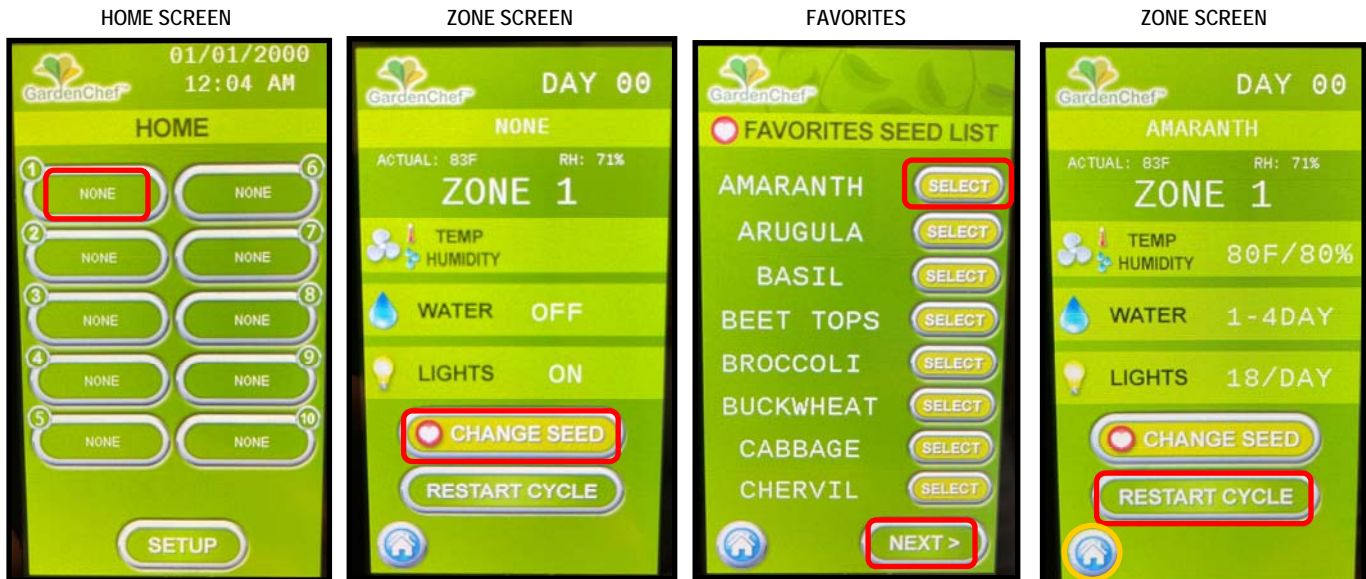 HOME SCREEN
GardenChef
01/01/2000
12:04 AM
HOME
1 NONE
6 NONE
2 NONE
7 NONE
3 NONE
8 NONE
4 NONE
9 NONE
5 NONE
10 NONE
SETUP
ZONE SCREEN
GardenChef
DAY 00
NONE
ACTUAL: 83F RH: 71%
ZONE 1
TEMP
HUMIDITY
WATER OFF
LIGHTS ON
CHANGE SEED
RESTART CYCLE
FAVORITES
GardenChef
FAVORITES SEED LIST
AMARANTH SELECT
ARUGULA SELECT
BASIL SELECT
BEET TOPS SELECT
BROCCOLI SELECT
BUCKWHEAT SELECT
CABBAGE SELECT
CHERVIL SELECT
NEXT >
ZONE SCREEN
GardenChef
DAY 00
AMARANTH
ACTUAL: 83F RH: 71%
ZONE 1
TEMP
HUMIDITY 80F/80%
WATER 1-4DAY
LIGHTS 18/DAY
CHANGE SEED
RESTART CYCLE